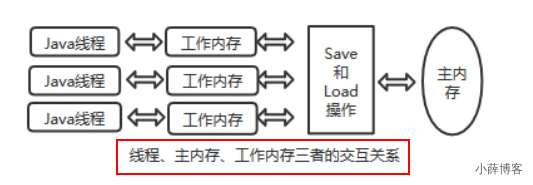 Java线程
工作内存
Java线程
工作内存
Java线程
工作内存
Save
和
Load
操作
主内
存
线程、主内存、工作内存三者的交互关系
小薛博客